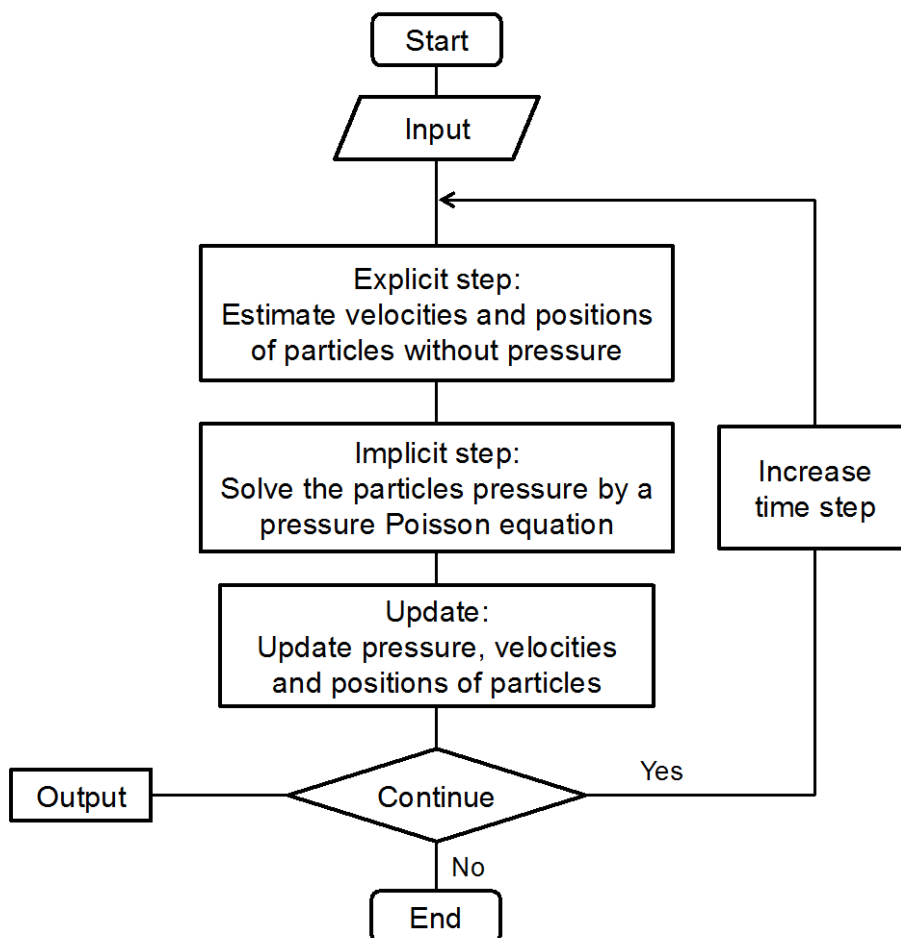 Start
Input
Explicit step:
Estimate velocities and positions
of particles without pressure
Implicit step:
Solve the particles pressure by a
pressure Poisson equation
Increase
time step
Update:
Update pressure, velocities
and positions of particles
Output
Continue
Yes
No
End